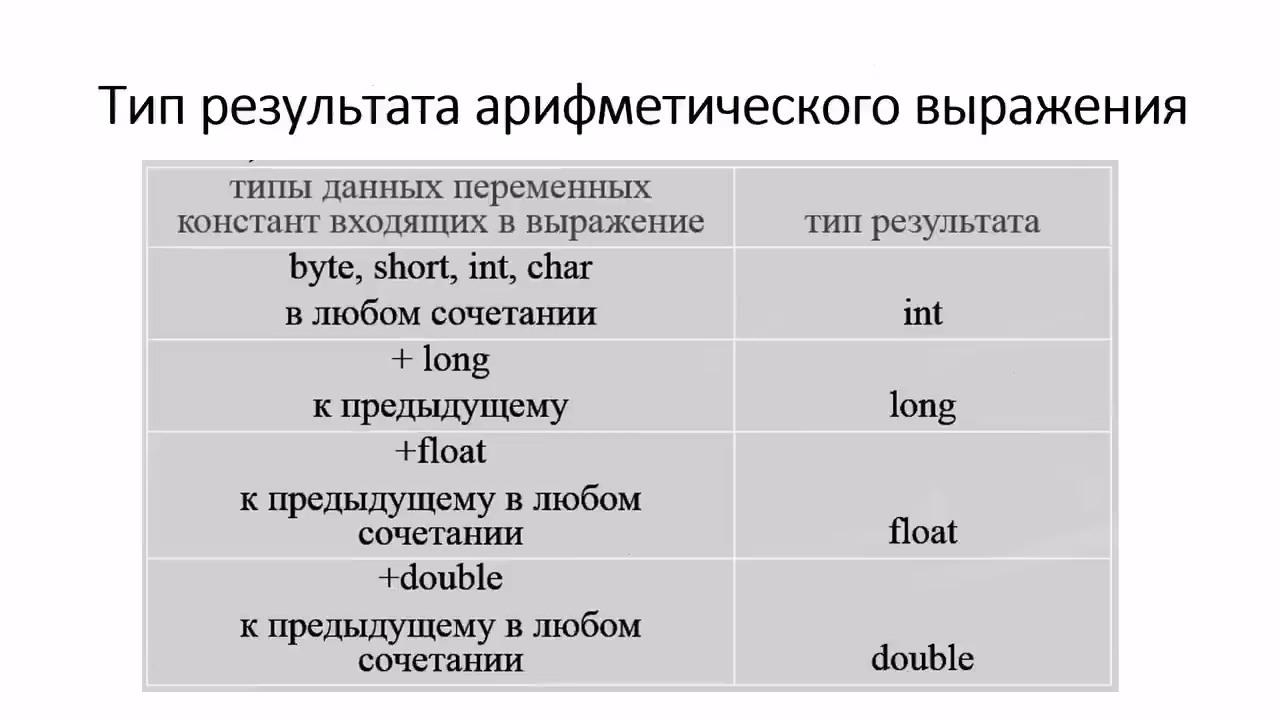 Тип результата арифметического выражения
типы данных переменных
констант входящих в выражение
тип результата
byte, short, int, char
в любом сочетании
int
+ long
к предыдущему
long
+float
к предыдущему в любом
сочетании
float
+double
к предыдущему в любом
сочетании
double